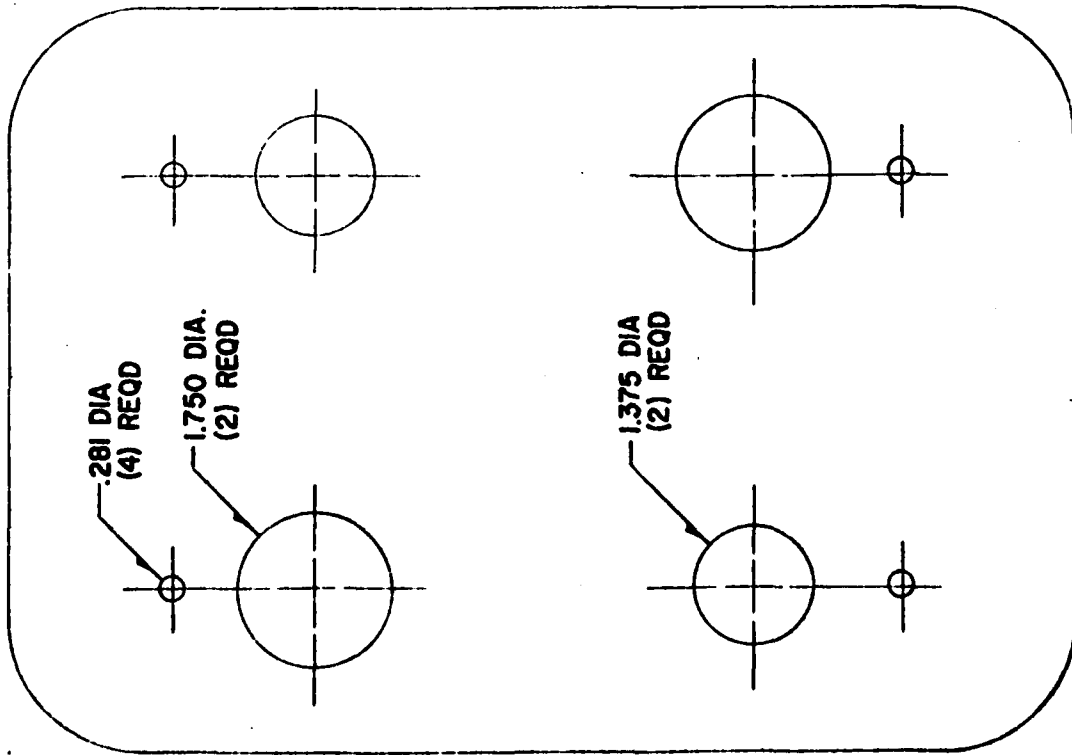 .281 DIA
(4) REQD
1.750 DIA.
(2) REQD
1.375 DIA
(2) REQD